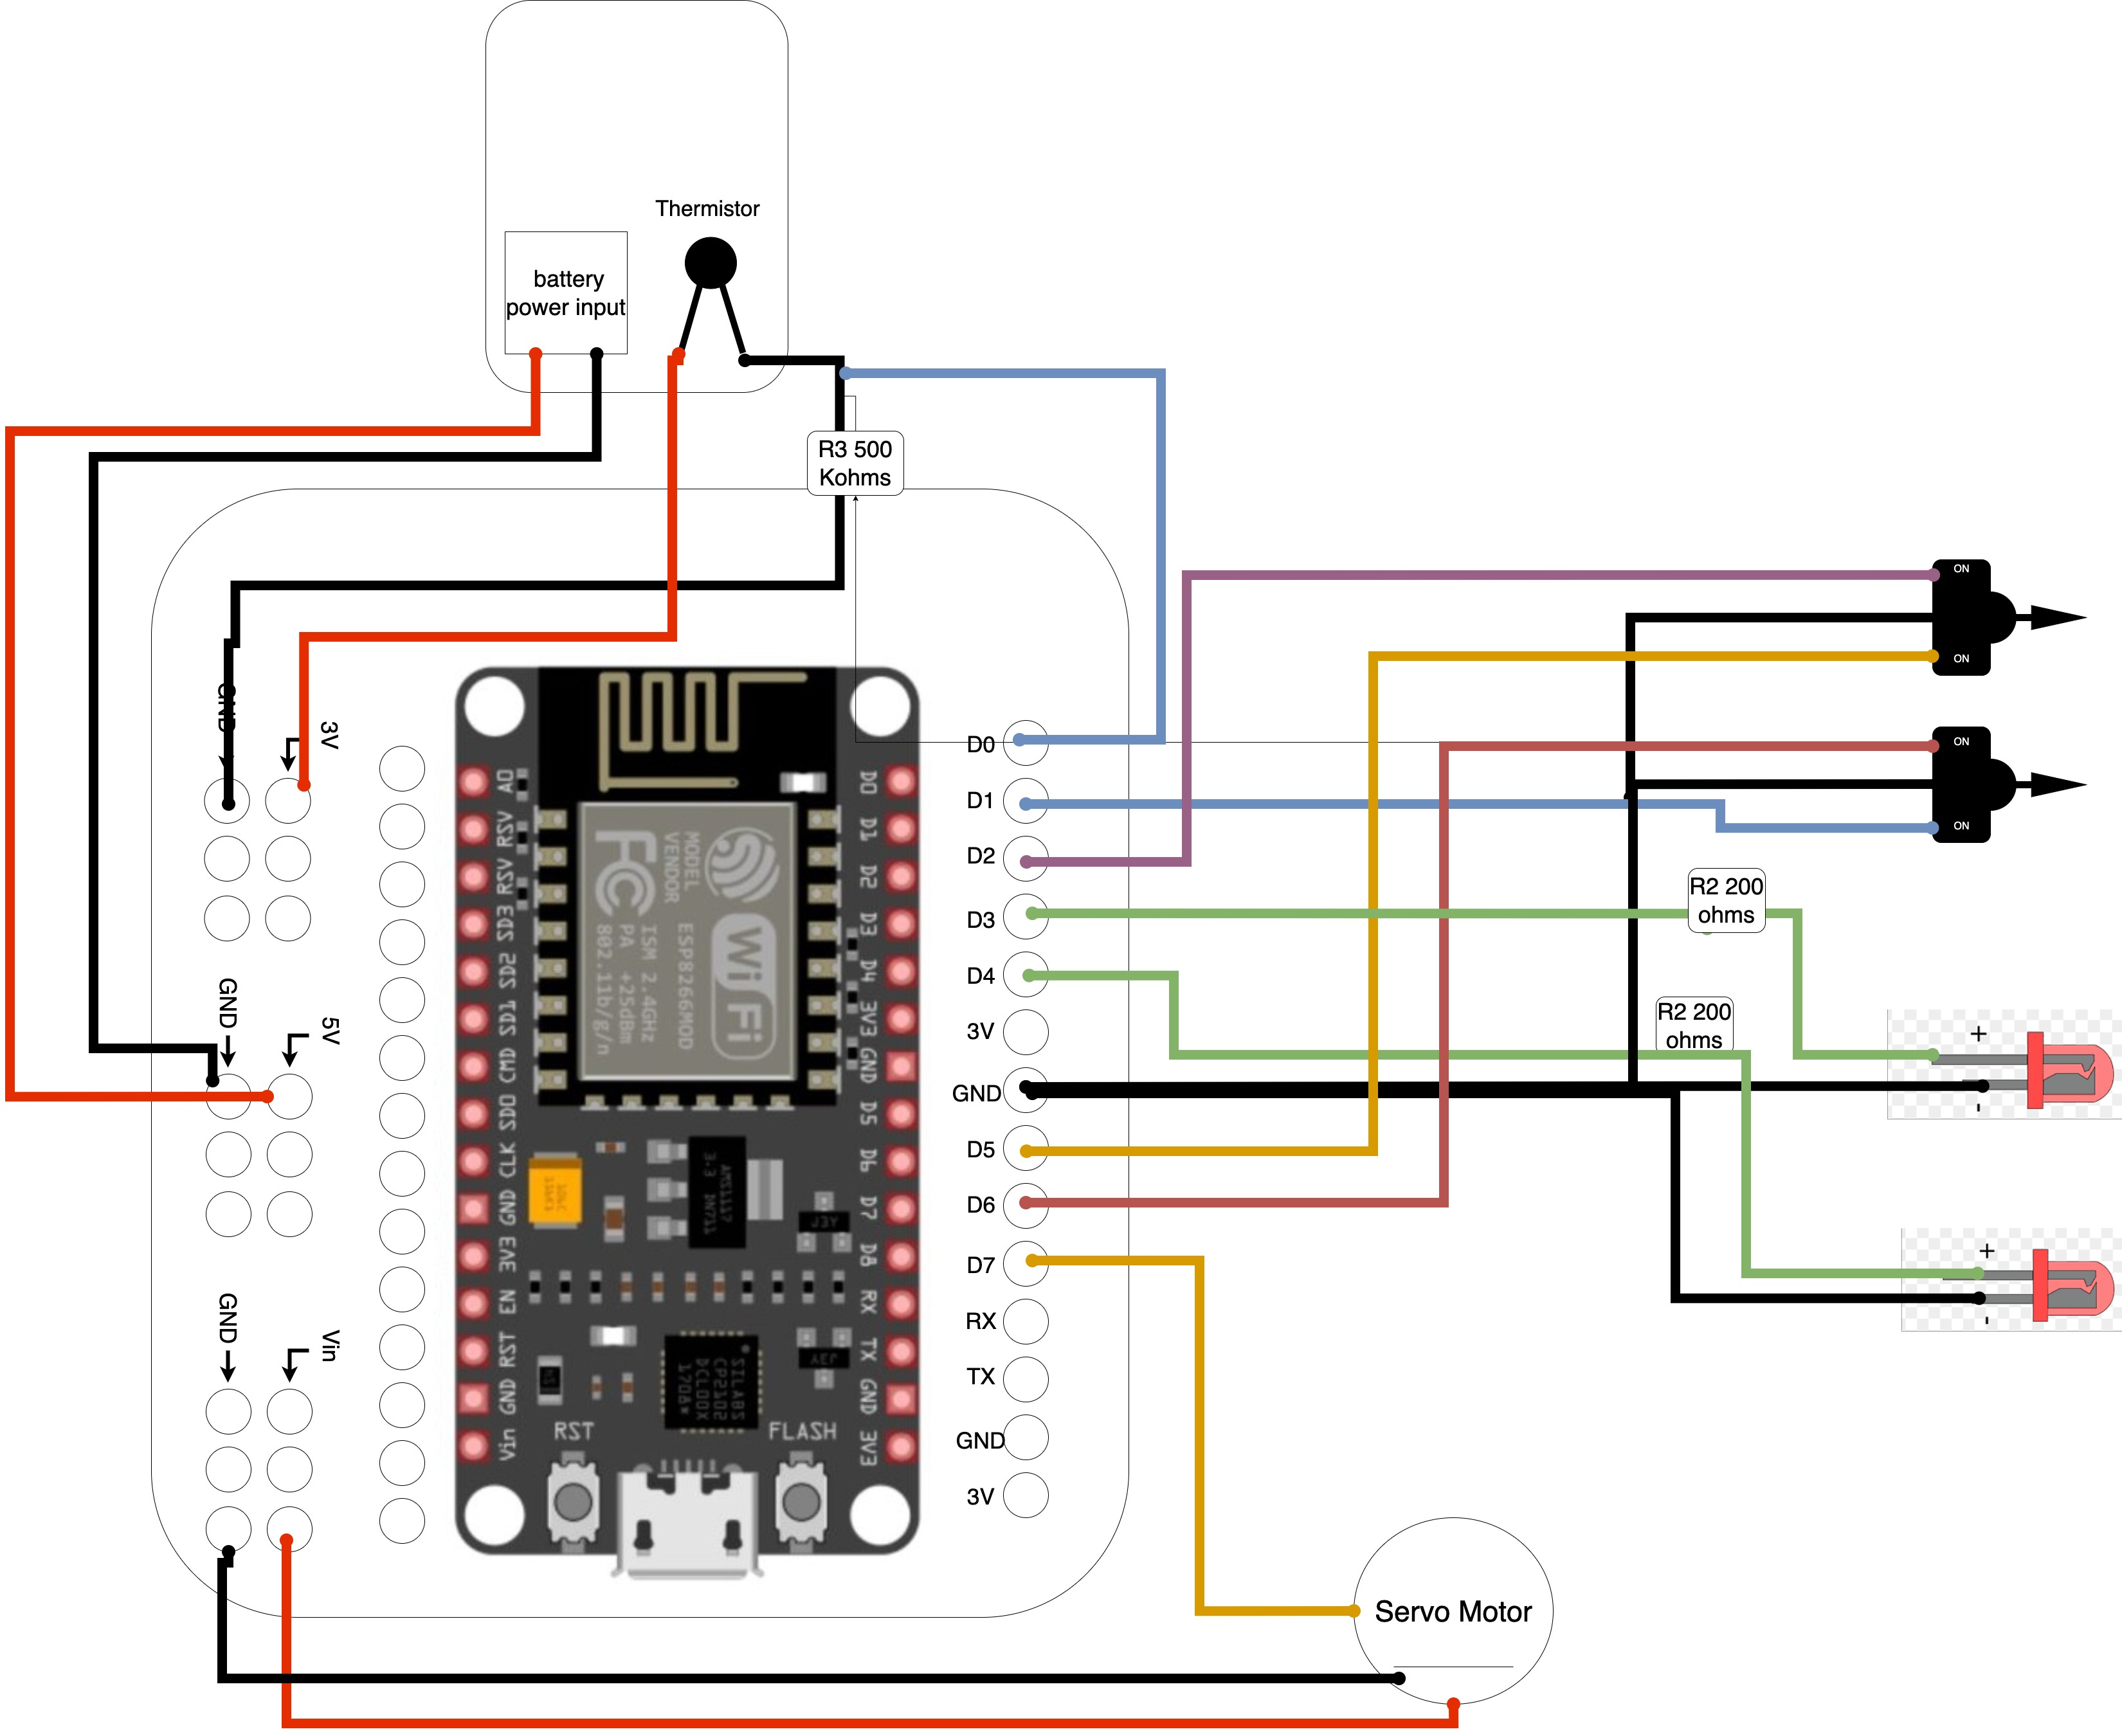 Thermistor
battery
power input
R3 500
Kohms
ON
ON
ON
ON
GND
3V
GND
5V
GND
Vin
D0
D1
D2
D3
D4
3V
GND
D5
D6
D7
RX
TX
GND
3V
R2 200
ohms
R2 200
ohms
+
-
+
-
Servo Motor
A0
RSV
RSV
SD3
SD2
SD1
CMD
SD0
CLK
GND
3V3
EN
RST
GND
Vin
D0
D1
D2
D3
D4
3V3
GND
D5
D6
D7
D8
RX
TX
GND
3V3
MODEL
VENDOR
ESP8266MOD
ISM 2.4GHz
PA +25dBm
802.11b/g/n
FC
WiFi
RST
FLASH